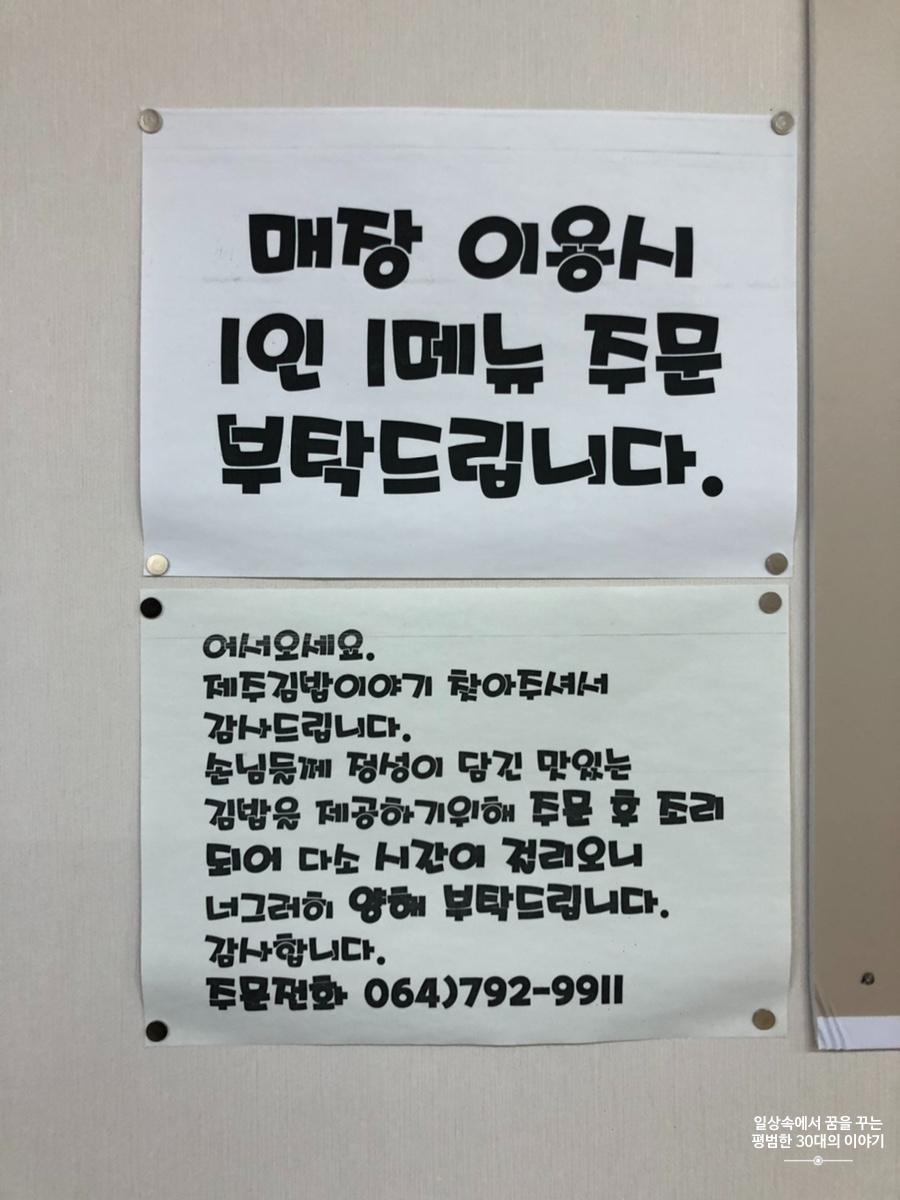 매장 이용시
1인 1메뉴 주문
부탁드립니다.
어서오세요.
제주김밥이야기 찾아주셔서
감사드립니다.
손님들께 정성이 담긴 맛있는
김밥을 제공하기위해 주문 후 조리
되어 다소 시간이 걸리오니
너그러히 양해 부탁드립니다.
감사합니다.
주문전화 064)792-9911
일상속에서 꿈을 꾸는
평범한 30대의 이야기